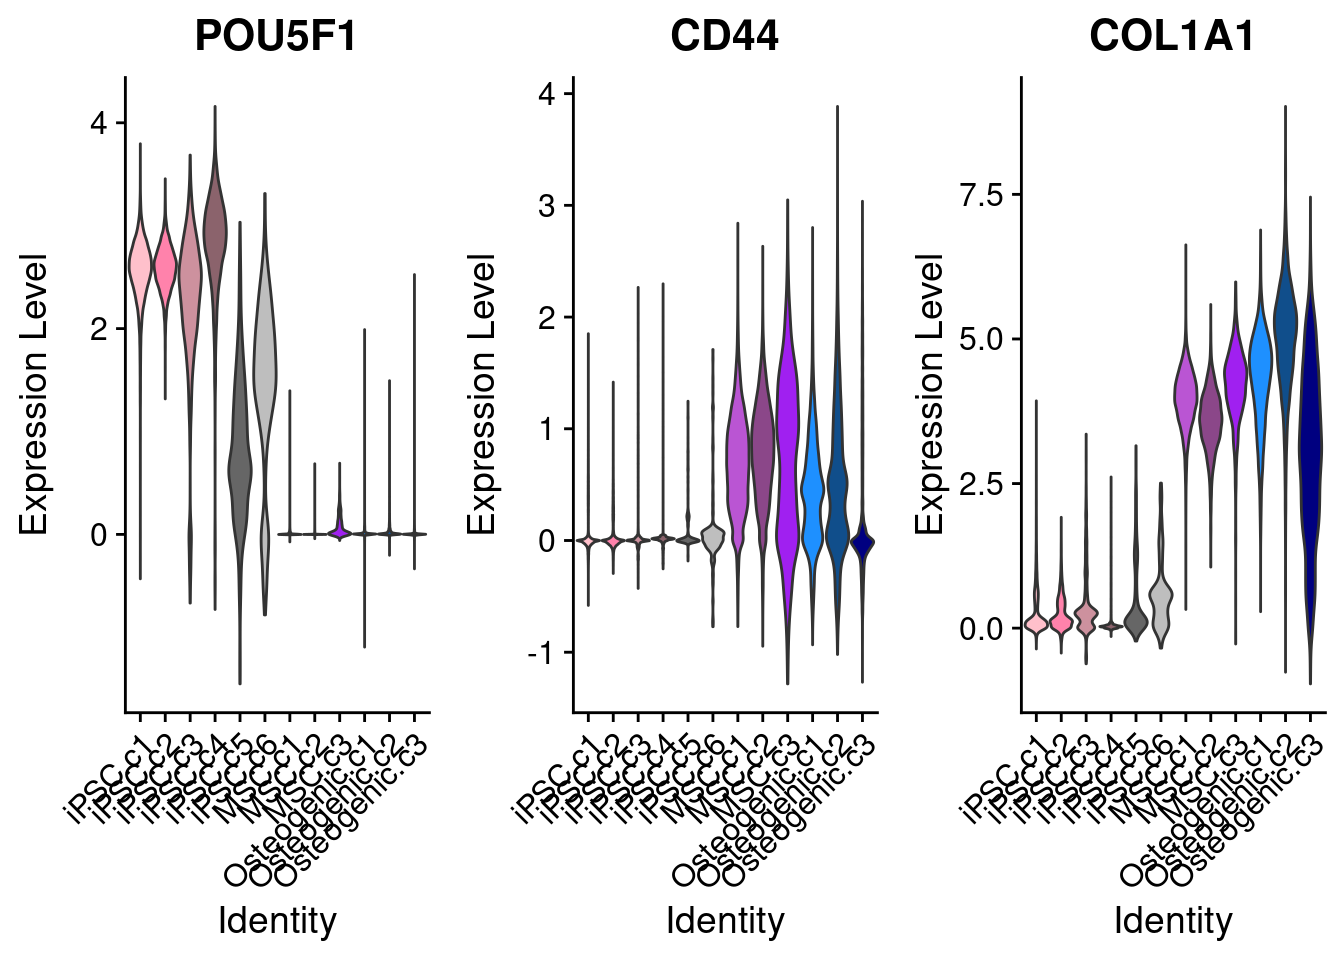 POU5F1
Expression Level
4
2
0
iPSC.c1
iPSC.c2
iPSC.c3
iPSC.c4
iPSC.c5
iPSC.c6
MSC.c1
MSC.c2
MSC.c3
Osteogenic.c1
Osteogenic.c2
Osteogenic.c3
Identity
CD44
Expression Level
4
3
2
1
0
-1
iPSC.c1
iPSC.c2
iPSC.c3
iPSC.c4
iPSC.c5
iPSC.c6
MSC.c1
MSC.c2
MSC.c3
Osteogenic.c1
Osteogenic.c2
Osteogenic.c3
Identity
COL1A1
Expression Level
7.5
5.0
2.5
0.0
iPSC.c1
iPSC.c2
iPSC.c3
iPSC.c4
iPSC.c5
iPSC.c6
MSC.c1
MSC.c2
MSC.c3
Osteogenic.c1
Osteogenic.c2
Osteogenic.c3
Identity